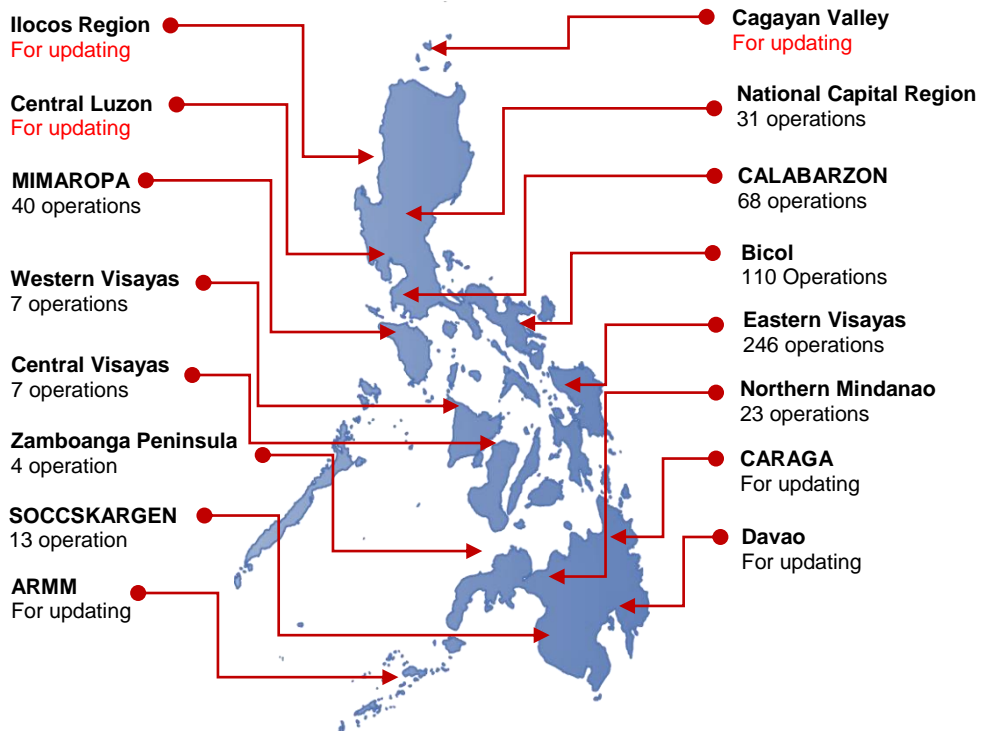 Ilocos Region
For updating
Central Luzon
For updating
MIMAROPA
40 operations
Western Visayas
7 operations
Central Visayas
7 operations
Zamboanga Peninsula
4 operation
SOCCSKARGEN
13 operation
ARMM
For updating
Cagayan Valley
For updating
National Capital Region
31 operations
CALABARZON
68 operations
Bicol
110 Operations
Eastern Visayas
246 operations
Northern Mindanao
23 operations
CARAGA
For updating
Davao
For updating